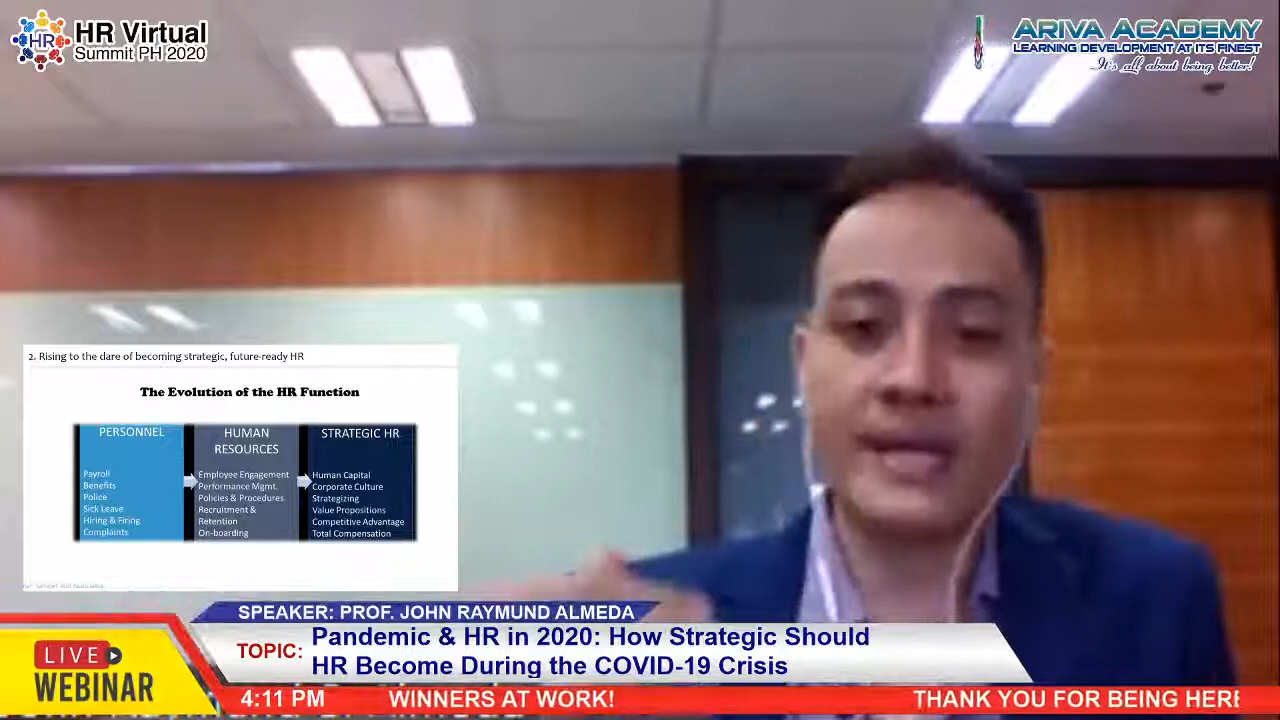 HR
HR Virtual
Summit PH 2020
ARIVA ACADEMY
LEARNING DEVELOPMENT AT ITS FINEST
It's all about being better!
2. Rising to the dare of becoming strategic, future-ready HR
The Evolution of the HR Function
PERSONNEL
Payroll
Benefits
Police
Sick Leave
Hiring & Firing
Complaints
HUMAN
RESOURCES
Employee Engagement
Performance Mgmt.
Policies & Procedures
Recruitment &
Retention
On-boarding
STRATEGIC HR
Human Capital
Corporate Culture
Strategizing
Value Propositions
Competitive Advantage
Total Compensation
SPEAKER: PROF. JOHN RAYMUND ALMEDA
TOPIC:
Pandemic & HR in 2020: How Strategic Should
HR Become During the COVID-19 Crisis
LIVE
WEBINAR
4:11 PM WINNERS AT WORK! THANK YOU FOR BEING HERE